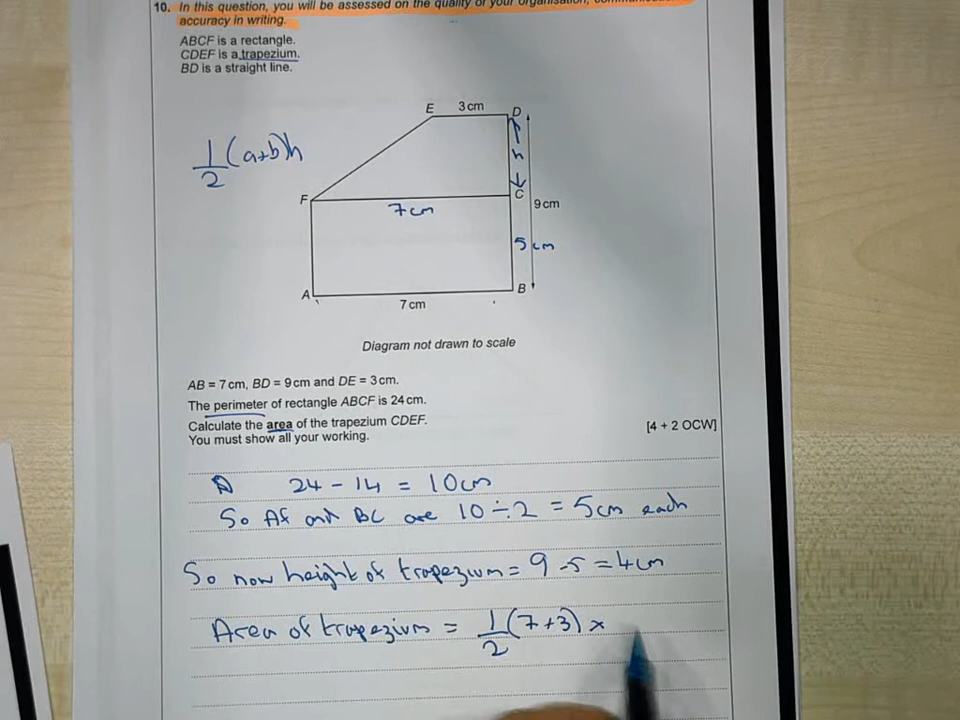 10. In this question, you will be assessed on the quality of your organisation,
accuracy in writing.
ABCF is a rectangle.
CDEF is a trapezium.
BD is a straight line.
E 3 cm D
1/2 (a+b)h
h
F C
7cm 9 cm
5 cm
A B
7 cm
Diagram not drawn to scale
AB = 7 cm, BD = 9 cm and DE = 3 cm.
The perimeter of rectangle ABCF is 24 cm.
Calculate the area of the trapezium CDEF.
You must show all your working. [4 + 2 OCW]
24 - 14 = 10cm
So AF and BC are 10 ÷ 2 = 5cm each
So now height of trapezium = 9 - 5 = 4cm
Area of trapezium = 1/2 (7+3) ×